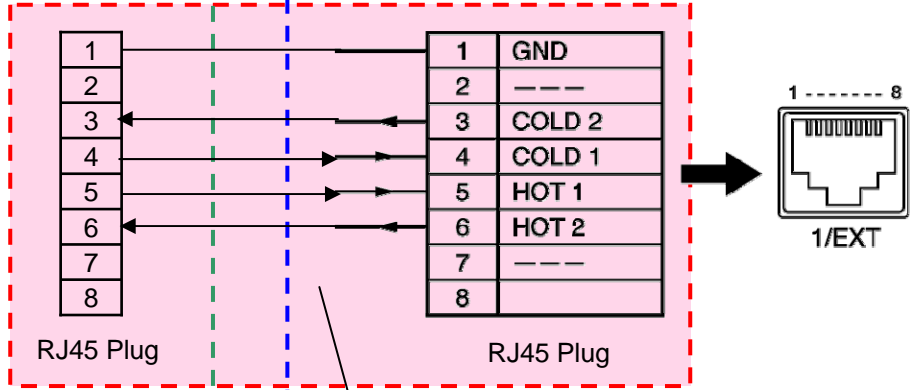 1 1 GND
2 2 ---
3 3 COLD 2
4 4 COLD 1
5 5 HOT 1
6 6 HOT 2
7 7 ---
8 8
RJ45 Plug RJ45 Plug
1 ------- 8
1/EXT